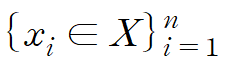 {x_i ∈ X}_{i=1}^n